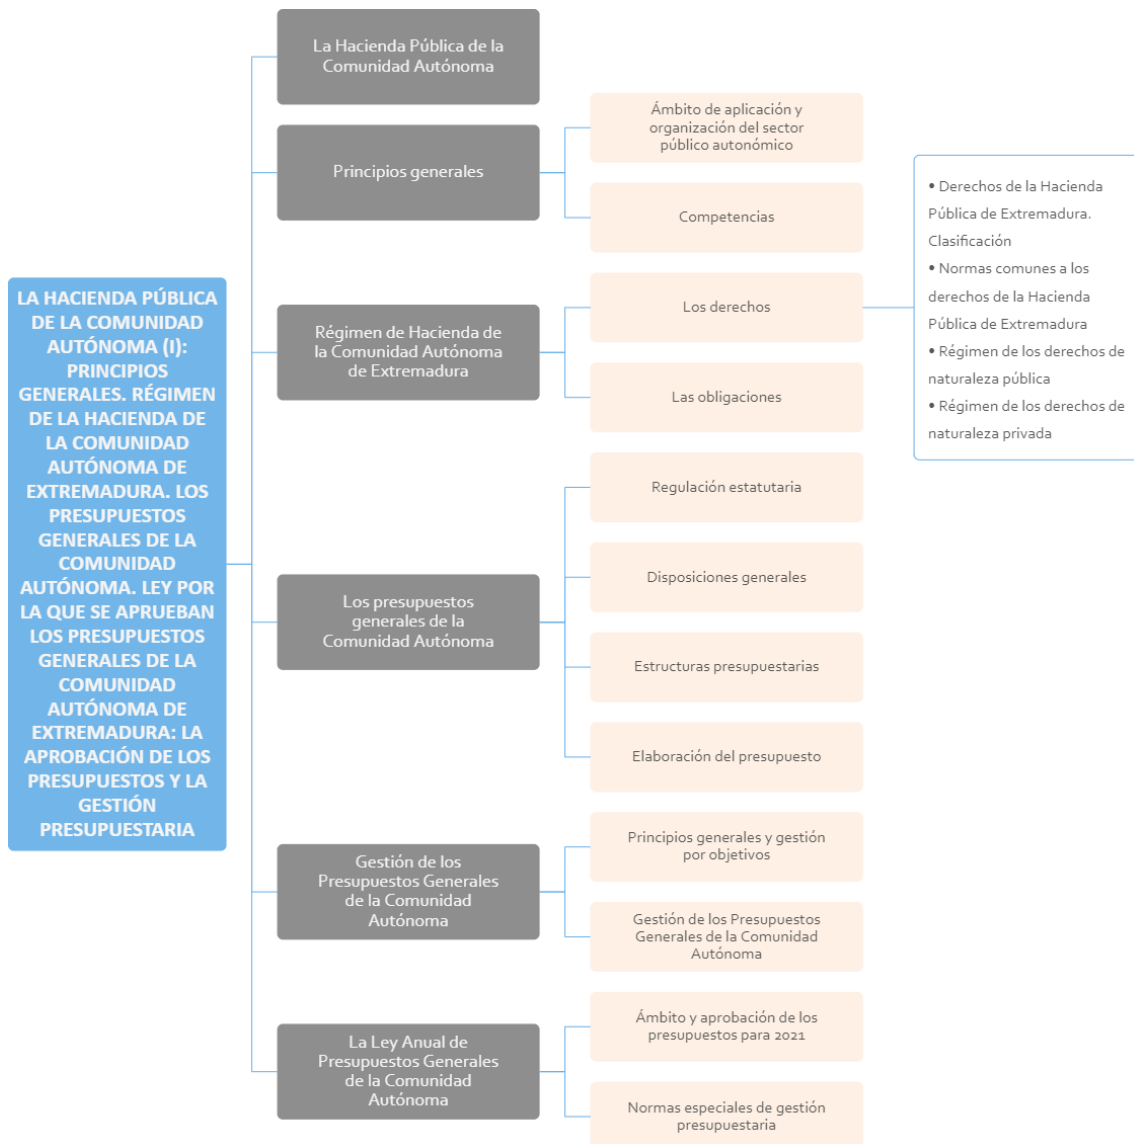 LA HACIENDA PÚBLICA
DE LA COMUNIDAD
AUTÓNOMA (I):
PRINCIPIOS
GENERALES. RÉGIMEN
DE LA HACIENDA DE
LA COMUNIDAD
AUTÓNOMA DE
EXTREMADURA. LOS
PRESUPUESTOS
GENERALES DE LA
COMUNIDAD
AUTÓNOMA. LEY POR
LA QUE SE APRUEBAN
LOS PRESUPUESTOS
GENERALES DE LA
COMUNIDAD
AUTÓNOMA DE
EXTREMADURA: LA
APROBACIÓN DE LOS
PRESUPUESTOS Y LA
GESTIÓN
PRESUPUESTARIA
La Hacienda Pública de la
Comunidad Autónoma
Principios generales
Ámbito de aplicación y
organización del sector
público autonómico
Competencias
Régimen de Hacienda de
la Comunidad Autónoma
de Extremadura
Los derechos
• Derechos de la Hacienda
Pública de Extremadura.
Clasificación
• Normas comunes a los
derechos de la Hacienda
Pública de Extremadura
• Régimen de los derechos de
naturaleza pública
• Régimen de los derechos de
naturaleza privada
Las obligaciones
Los presupuestos
generales de la
Comunidad Autónoma
Regulación estatutaria
Disposiciones generales
Estructuras presupuestarias
Elaboración del presupuesto
Gestión de los
Presupuestos Generales
de la Comunidad
Autónoma
Principios generales y gestión
por objetivos
Gestión de los Presupuestos
Generales de la Comunidad
Autónoma
La Ley Anual de
Presupuestos Generales
de la Comunidad
Autónoma
Ámbito y aprobación de los
presupuestos para 2021
Normas especiales de gestión
presupuestaria